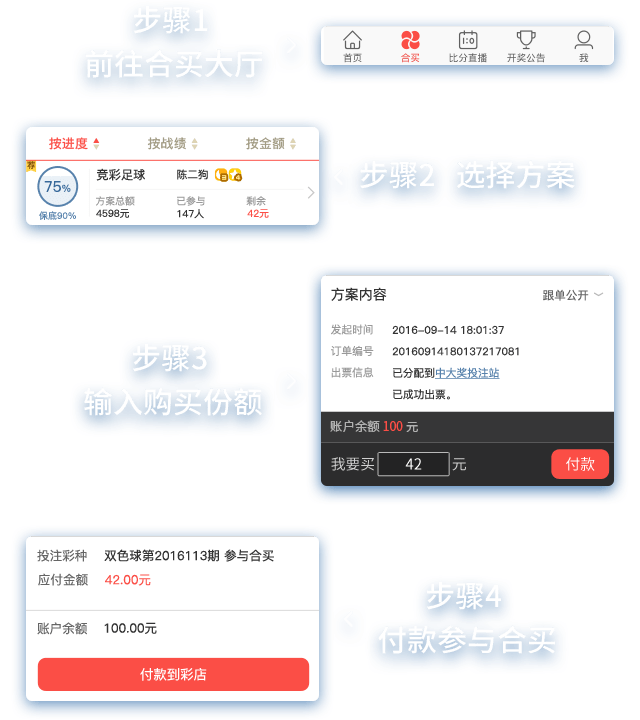 步骤1
前往合买大厅
首页 合买 比分直播 开奖公告 我
1:0
按进度 按战绩 按金额
荐
75%
保底90%
竞彩足球 陈二狗
方案总额 已参与 剩余
4598元 147人 42元
步骤2 选择方案
方案内容 跟单公开
发起时间 2016-09-14 18:01:37
订单编号 20160914180137217081
出票信息 已分配到中大奖投注站
已成功出票。
账户余额 100 元
我要买 42 元 付款
步骤3
输入购买份额
投注彩种 双色球第2016113期 参与合买
应付金额 42.00元
账户余额 100.00元
付款到彩店
步骤4
付款参与合买